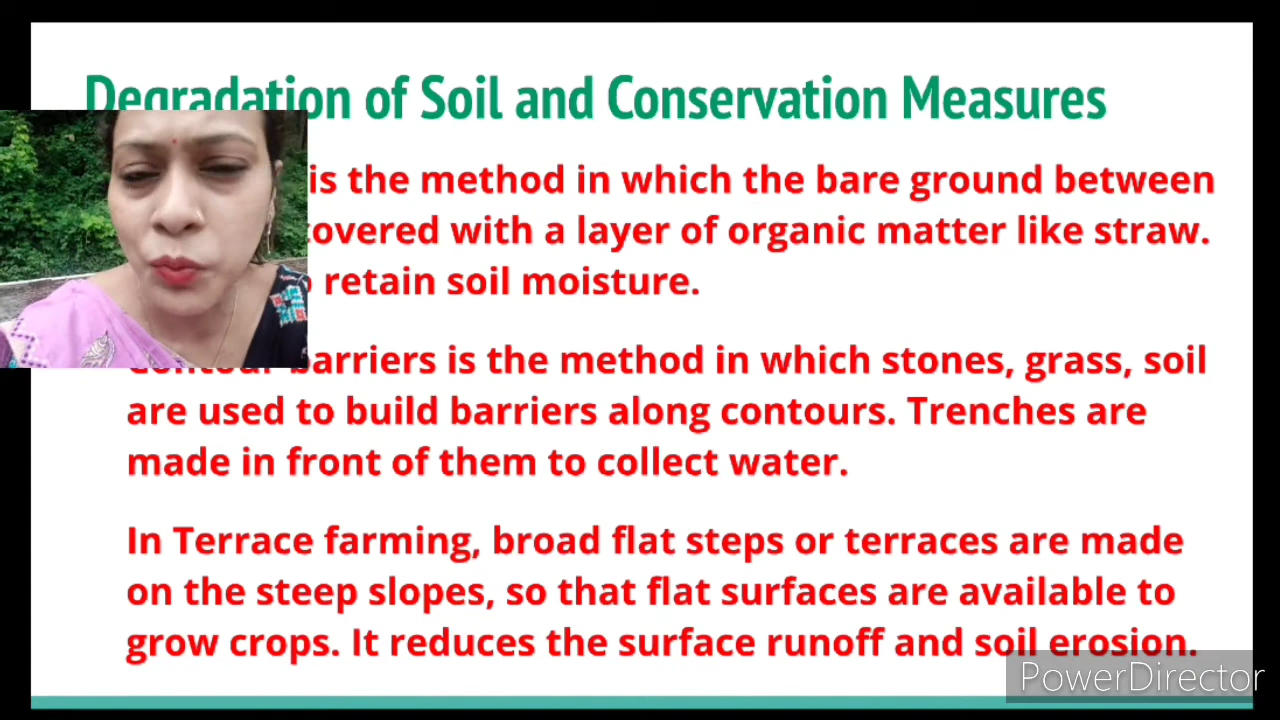 Degradation of Soil and Conservation Measures
is the method in which the bare ground between
covered with a layer of organic matter like straw.
retain soil moisture.
Contour barriers is the method in which stones, grass, soil
are used to build barriers along contours. Trenches are
made in front of them to collect water.
In Terrace farming, broad flat steps or terraces are made
on the steep slopes, so that flat surfaces are available to
grow crops. It reduces the surface runoff and soil erosion.
PowerDirector